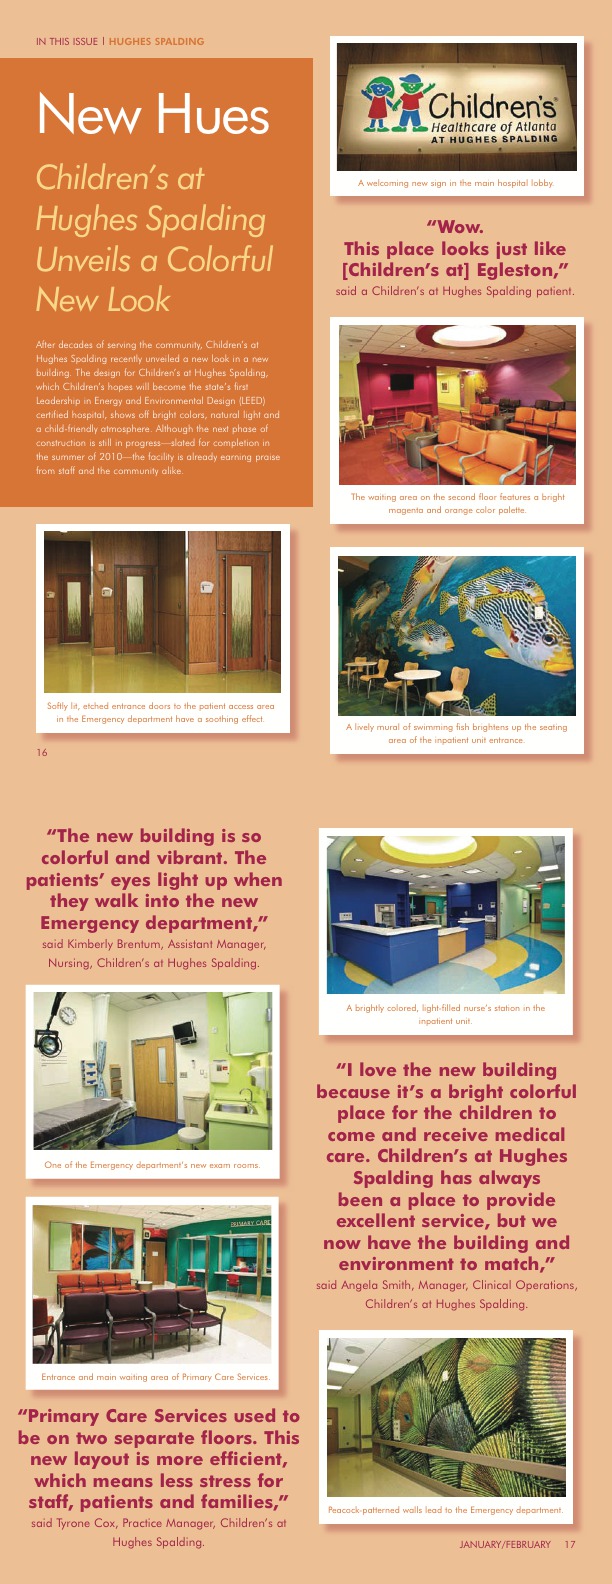 IN THIS ISSUE | HUGHES SPALDING
New Hues
Children's at
Hughes Spalding
Unveils a Colorful
New Look
After decades of serving the community, Children's at
Hughes Spalding recently unveiled a new look in a new
building. The design for Children's at Hughes Spalding,
which Children's hopes will become the state's first
Leadership in Energy and Environmental Design (LEED)
certified hospital, shows off bright colors, natural light and
a child-friendly atmosphere. Although the next phase of
construction is still in progress—slated for completion in
the summer of 2010—the facility is already earning praise
from staff and the community alike.
Softly lit, etched entrance doors to the patient access area
in the Emergency department have a soothing effect.
16
Children's
Healthcare of Atlanta
AT HUGHES SPALDING
A welcoming new sign in the main hospital lobby.
"Wow.
This place looks just like
[Children's at] Egleston,"
said a Children's at Hughes Spalding patient.
The waiting area on the second floor features a bright
magenta and orange color palette.
A lively mural of swimming fish brightens up the seating
area of the inpatient unit entrance.
"The new building is so
colorful and vibrant. The
patients' eyes light up when
they walk into the new
Emergency department,"
said Kimberly Brentum, Assistant Manager,
Nursing, Children's at Hughes Spalding.
One of the Emergency department's new exam rooms.
PRIMARY CARE
Entrance and main waiting area of Primary Care Services.
"Primary Care Services used to
be on two separate floors. This
new layout is more efficient,
which means less stress for
staff, patients and families,"
said Tyrone Cox, Practice Manager, Children's at
Hughes Spalding.
A brightly colored, light-filled nurse's station in the
inpatient unit.
"I love the new building
because it's a bright colorful
place for the children to
come and receive medical
care. Children's at Hughes
Spalding has always
been a place to provide
excellent service, but we
now have the building and
environment to match,"
said Angela Smith, Manager, Clinical Operations,
Children's at Hughes Spalding.
Peacock-patterned walls lead to the Emergency department.
JANUARY/FEBRUARY 17